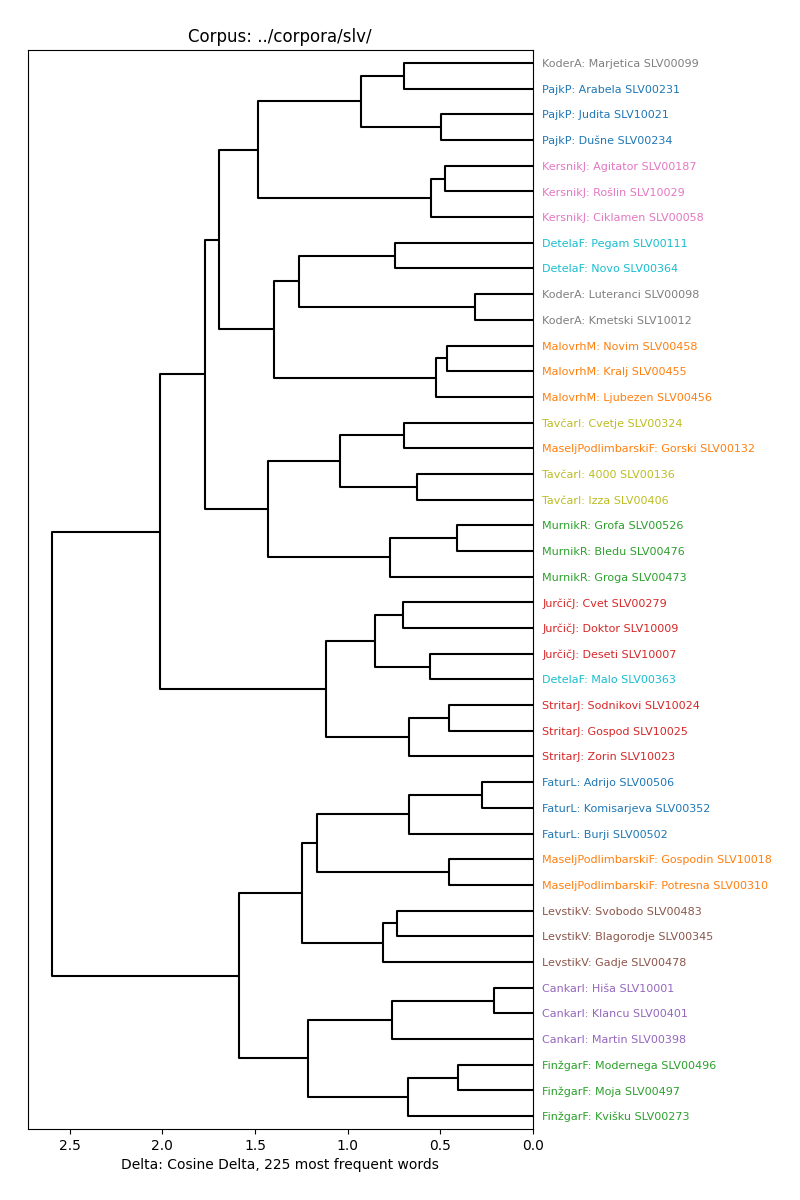 Corpus: ../corpora/slv/
KoderA: Marjetica SLV00099
PajkP: Arabela SLV00231
PajkP: Judita SLV10021
PajkP: Dušne SLV00234
KersnikJ: Agitator SLV00187
KersnikJ: Rošlin SLV10029
KersnikJ: Ciklamen SLV00058
DetelaF: Pegam SLV00111
DetelaF: Novo SLV00364
KoderA: Luteranci SLV00098
KoderA: Kmetski SLV10012
MalovrhM: Novim SLV00458
MalovrhM: Kralj SLV00455
MalovrhM: Ljubezen SLV00456
TavčarI: Cvetje SLV00324
MaseljPodlimbarskiF: Gorski SLV00132
TavčarI: 4000 SLV00136
TavčarI: Izza SLV00406
MurnikR: Grofa SLV00526
MurnikR: Bledu SLV00476
MurnikR: Groga SLV00473
JurčičJ: Cvet SLV00279
JurčičJ: Doktor SLV10009
JurčičJ: Deseti SLV10007
DetelaF: Malo SLV00363
StritarJ: Sodnikovi SLV10024
StritarJ: Gospod SLV10025
StritarJ: Zorin SLV10023
FaturL: Adrijo SLV00506
FaturL: Komisarjeva SLV00352
FaturL: Burji SLV00502
MaseljPodlimbarskiF: Gospodin SLV10018
MaseljPodlimbarskiF: Potresna SLV00310
LevstikV: Svobodo SLV00483
LevstikV: Blagorodje SLV00345
LevstikV: Gadje SLV00478
CankarI: Hiša SLV10001
CankarI: Klancu SLV00401
CankarI: Martin SLV00398
FinžgarF: Modernega SLV00496
FinžgarF: Moja SLV00497
FinžgarF: Kvišku SLV00273
2.5 2.0 1.5 1.0 0.5 0.0
Delta: Cosine Delta, 225 most frequent words